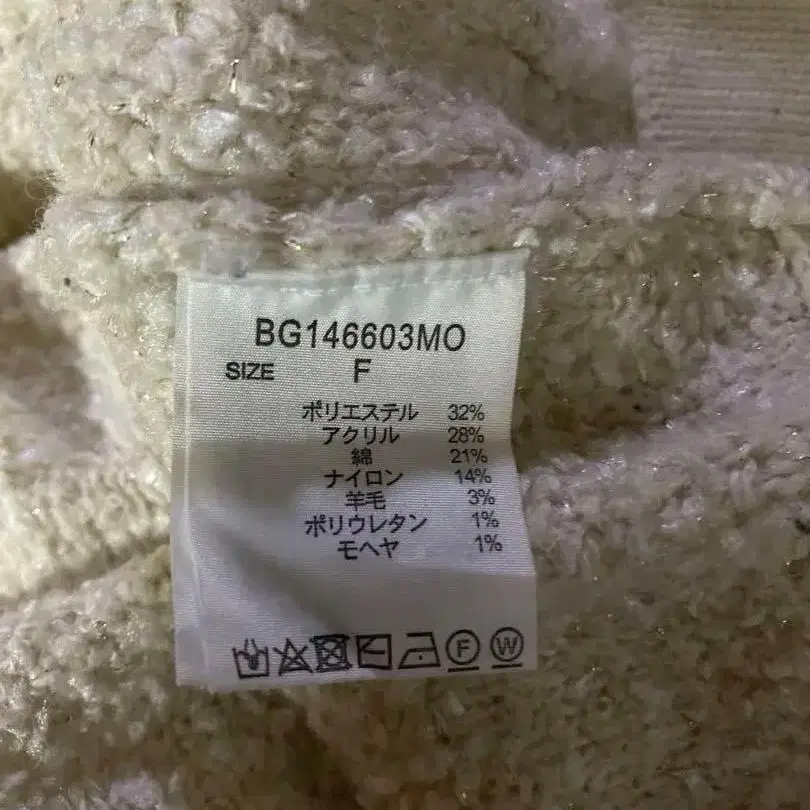 BG146603MO
SIZE F
ポリエステル 32%
アクリル 28%
綿 21%
ナイロン 14%
羊毛 3%
ポリウレタン 1%
モヘヤ 1%
F W